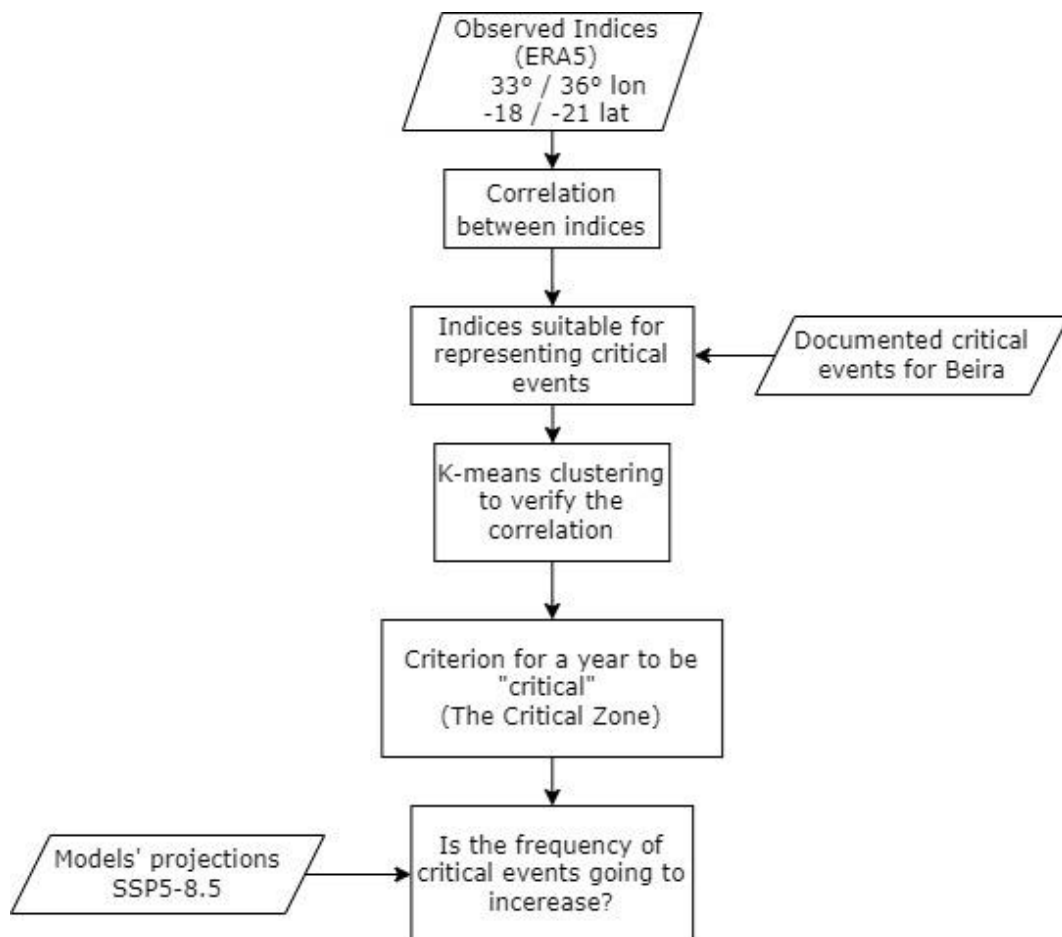 Observed Indices
(ERA5)
33º / 36º lon
-18 / -21 lat
Correlation
between indices
Indices suitable for
representing critical
events
Documented critical
events for Beira
K-means clustering
to verify the
correlation
Criterion for a year to be
"critical"
(The Critical Zone)
Models' projections
SSP5-8.5
Is the frequency of
critical events going to
incerease?